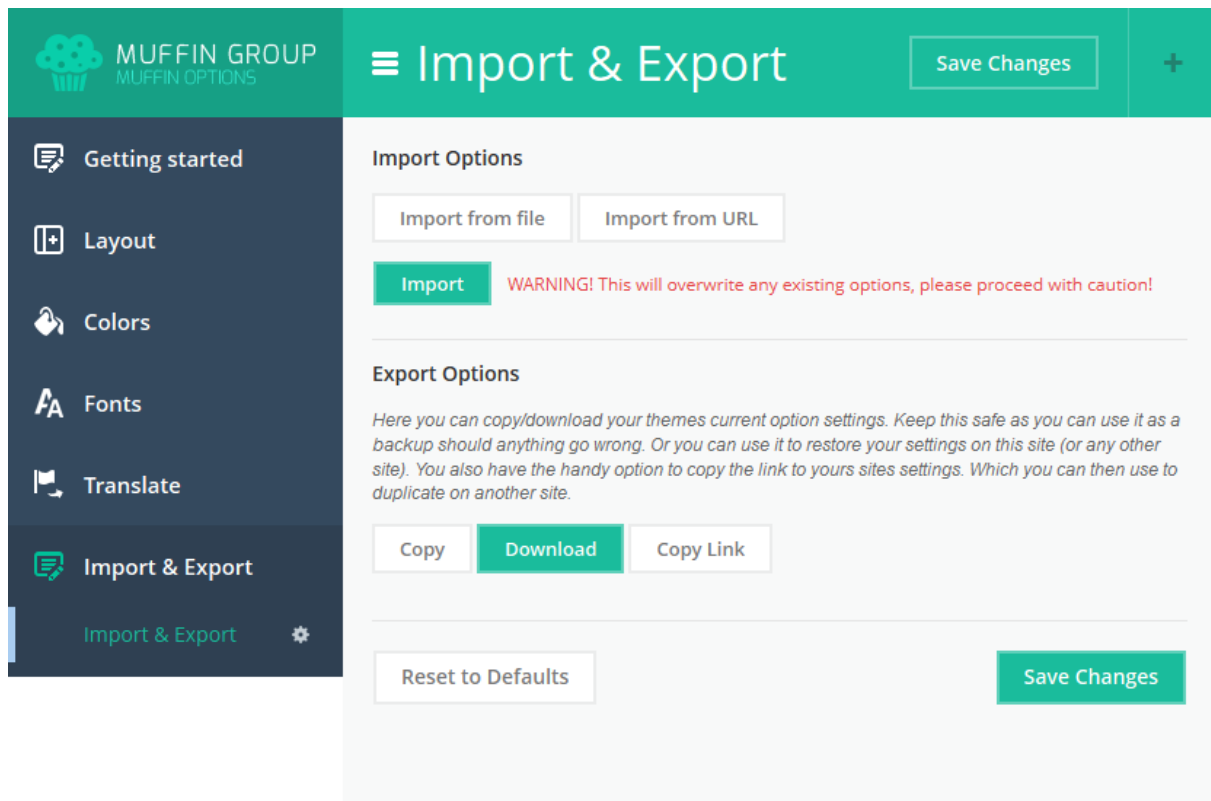 MUFFIN GROUP
MUFFIN OPTIONS
Import & Export
Save Changes
+
Getting started
Layout
Colors
Fonts
Translate
Import & Export
Import & Export
Import Options
Import from file
Import from URL
Import
WARNING! This will overwrite any existing options, please proceed with caution!
Export Options
Here you can copy/download your themes current option settings. Keep this safe as you can use it as a
backup should anything go wrong. Or you can use it to restore your settings on this site (or any other
site). You also have the handy option to copy the link to yours sites settings. Which you can then use to
duplicate on another site.
Copy
Download
Copy Link
Reset to Defaults
Save Changes